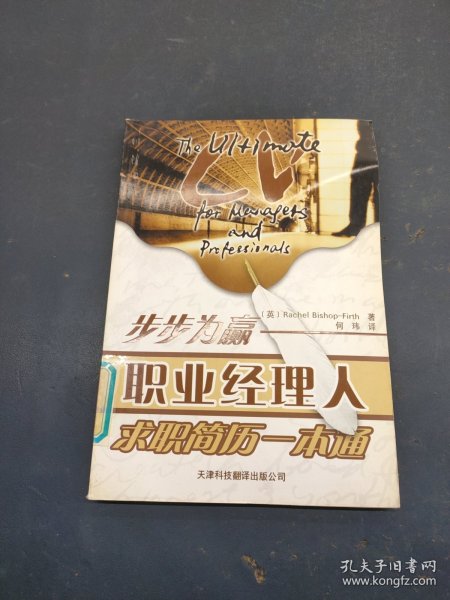 The Ultimate
CV
for Managers
and
Professionals
(英) Rachel Bishop-Firth 著
何玮 译
步步为赢
职业经理人
求职简历一本通
天津科技翻译出版公司
孔夫子旧书网
www.kongfz.com